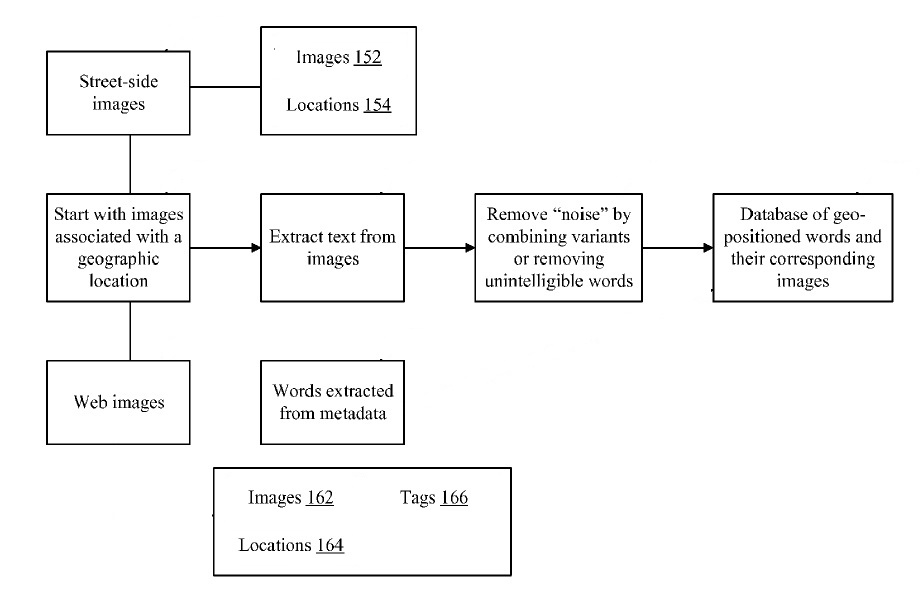 Street-side
images
Images 152
Locations 154
Start with images
associated with a
geographic
location
Extract text from
images
Remove “noise” by
combining variants
or removing
unintelligible words
Database of geo-
positioned words and
their corresponding
images
Web images
Words extracted
from metadata
Images 162
Tags 166
Locations 164